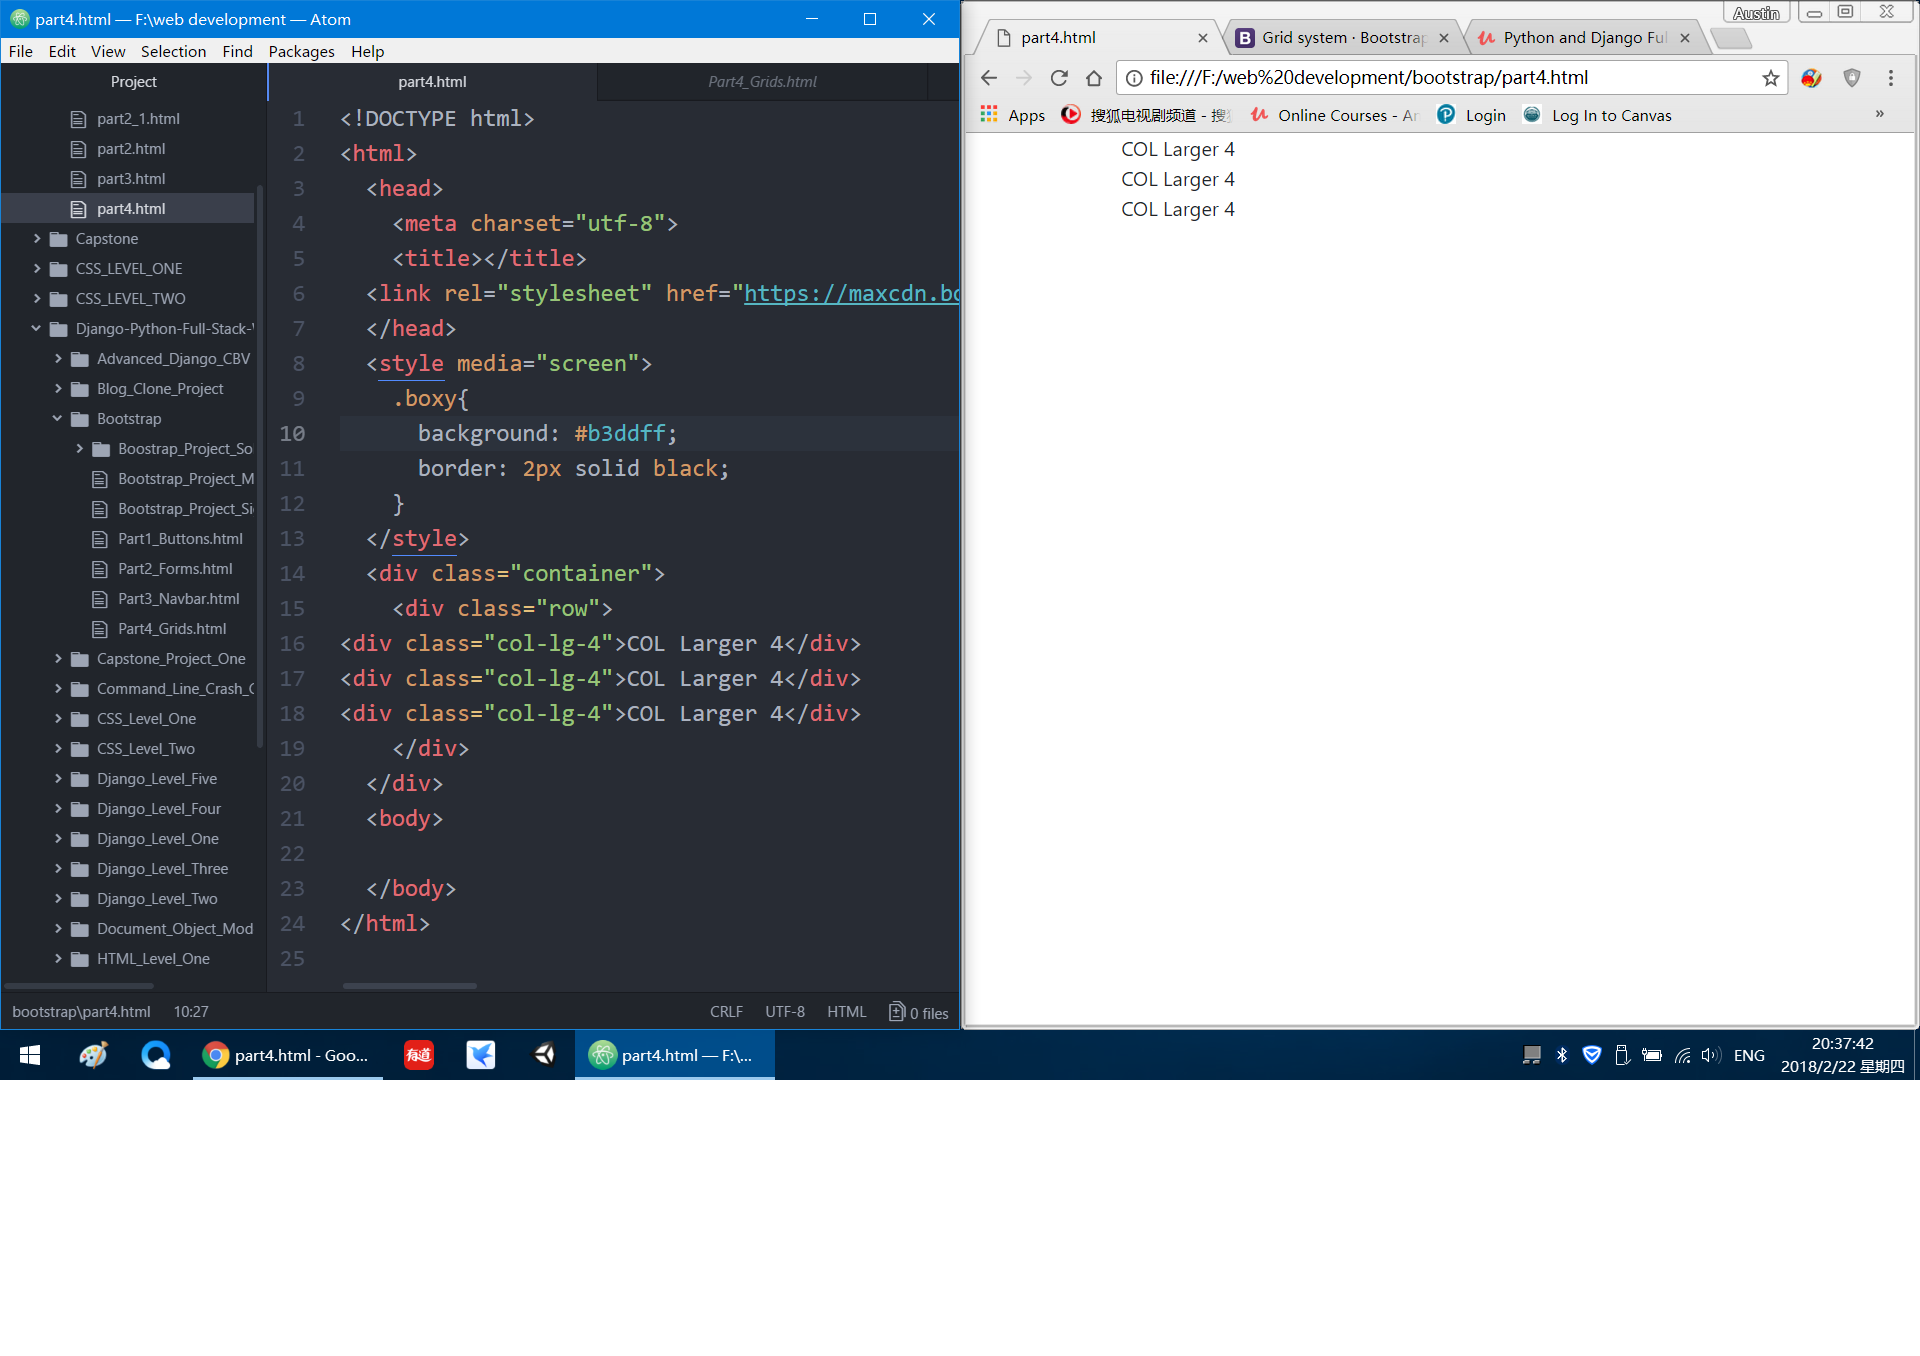 part4.html — F:\web development — Atom
File Edit View Selection Find Packages Help
Project
part2_1.html
part2.html
part3.html
part4.html
Capstone
CSS_LEVEL_ONE
CSS_LEVEL_TWO
Django-Python-Full-Stack-
Advanced_Django_CBV
Blog_Clone_Project
Bootstrap
Boostrap_Project_So
Bootstrap_Project_M
Bootstrap_Project_Si
Part1_Buttons.html
Part2_Forms.html
Part3_Navbar.html
Part4_Grids.html
Capstone_Project_One
Command_Line_Crash_C
CSS_Level_One
CSS_Level_Two
Django_Level_Five
Django_Level_Four
Django_Level_One
Django_Level_Three
Django_Level_Two
Document_Object_Mod
HTML_Level_One
part4.html Part4_Grids.html
1 <!DOCTYPE html>
2 <html>
3 <head>
4 <meta charset="utf-8">
5 <title></title>
6 <link rel="stylesheet" href="https://maxcdn.bo
7 </head>
8 <style media="screen">
9 .boxy{
10 background: #b3ddff;
11 border: 2px solid black;
12 }
13 </style>
14 <div class="container">
15 <div class="row">
16 <div class="col-lg-4">COL Larger 4</div>
17 <div class="col-lg-4">COL Larger 4</div>
18 <div class="col-lg-4">COL Larger 4</div>
19 </div>
20 </div>
21 <body>
22
23 </body>
24 </html>
25
bootstrap\part4.html 10:27 CRLF UTF-8 HTML 0 files
Austin
part4.html Grid system · Bootstrap Python and Django Ful
file:///F:/web%20development/bootstrap/part4.html
Apps 搜狐电视剧频道 - 搜 Online Courses - An Login Log In to Canvas »
COL Larger 4
COL Larger 4
COL Larger 4
part4.html - Goo... 有道 part4.html — F:\... ENG 20:37:42
2018/2/22 星期四